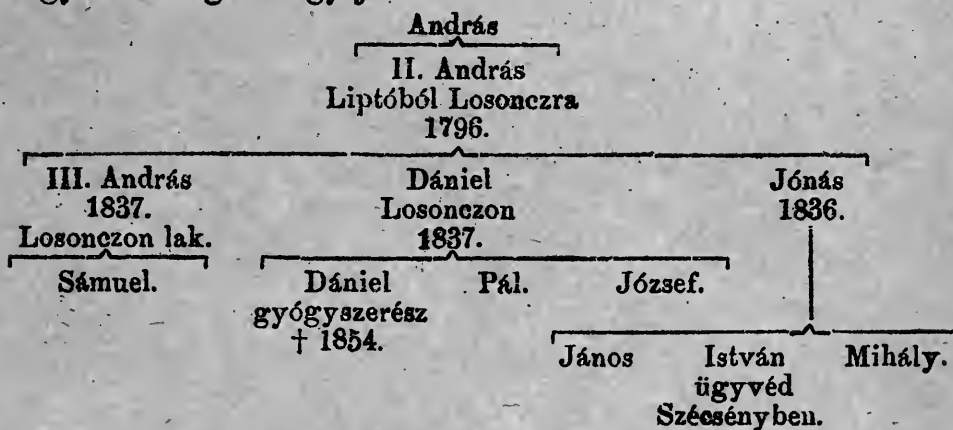 András
II. András
Liptóból Losonczra
1796.
III. András Dániel Jónás
1837. Losonczon 1836.
Losonczon lak. 1837.
Sámuel. Dániel Pál. József.
gyógyszerész
† 1854.
János István Mihály.
ügyvéd
Szécsényben.